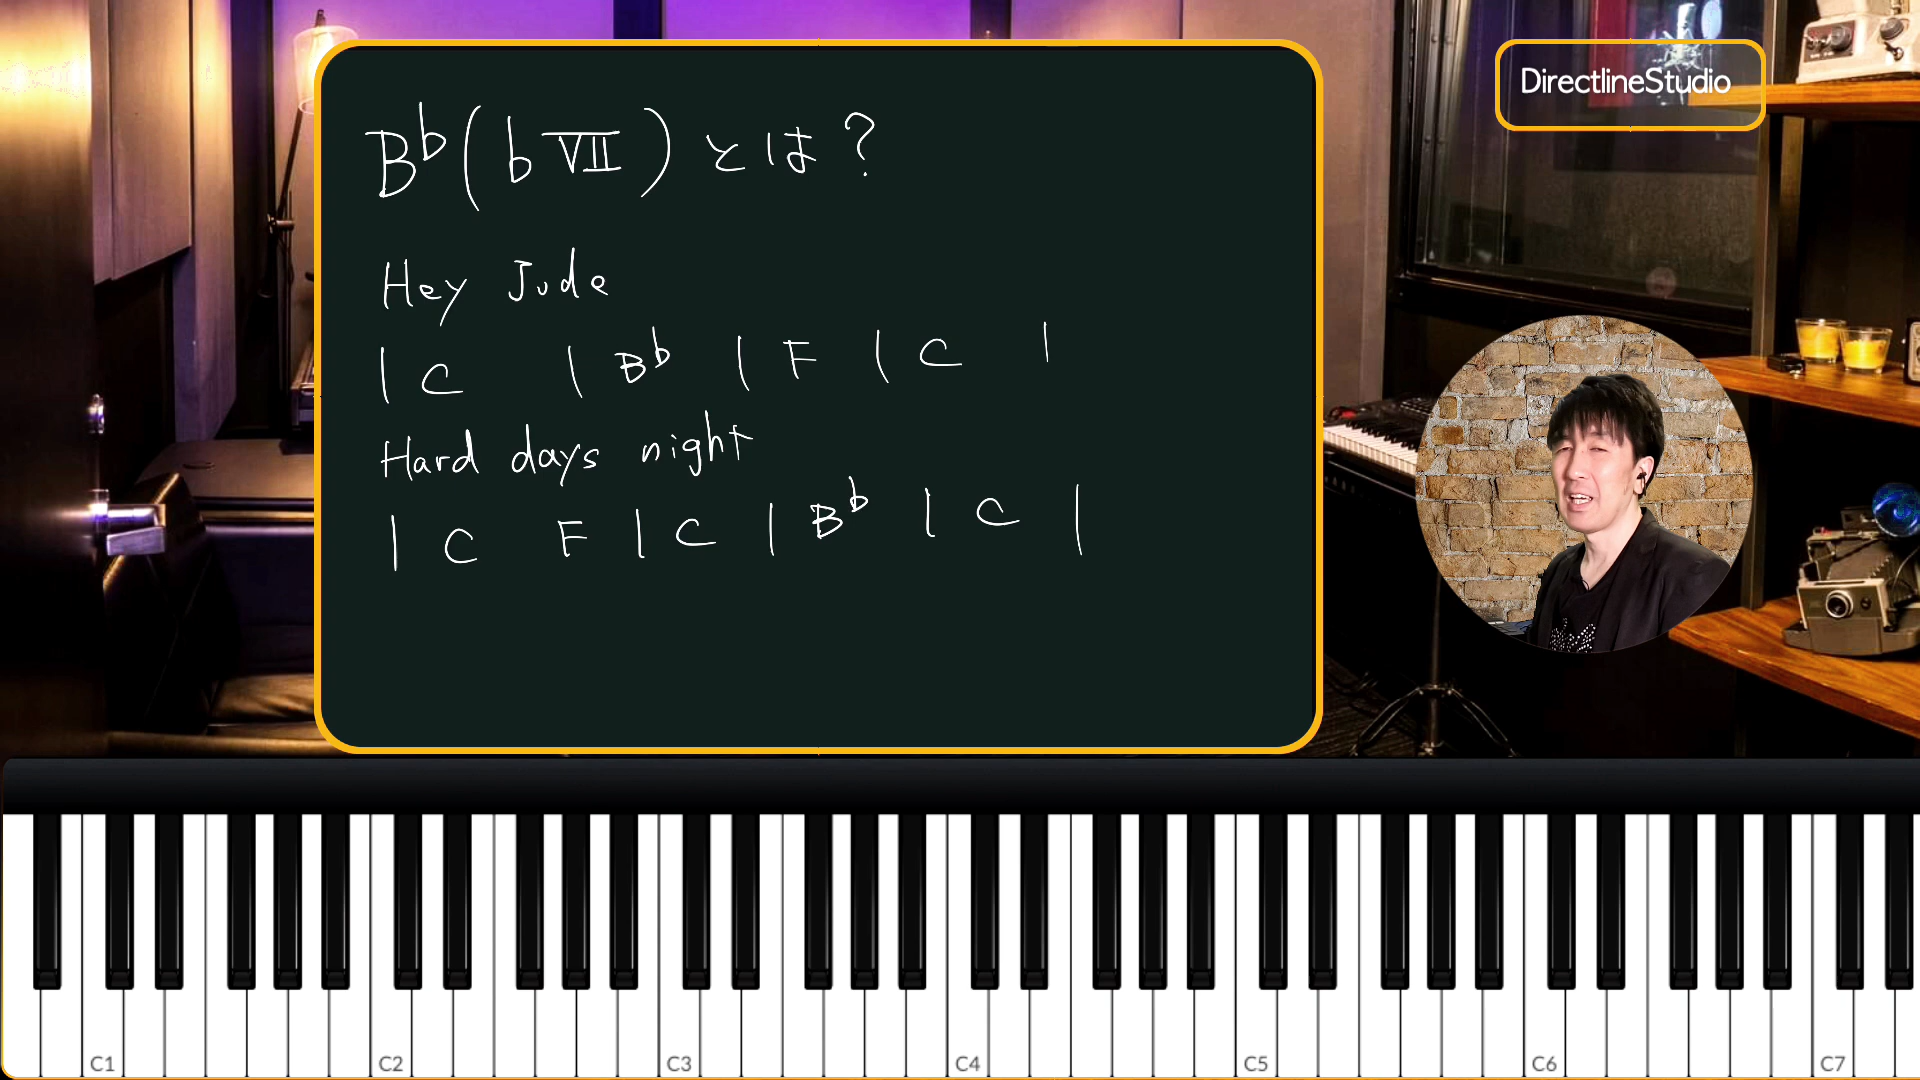 B♭(♭Ⅶ)とは?
DirectlineStudio
Hey Jude
| C | B♭ | F | C |
Hard days night
| C F | C | B♭ | C |
C1 C2 C3 C4 C5 C6 C7